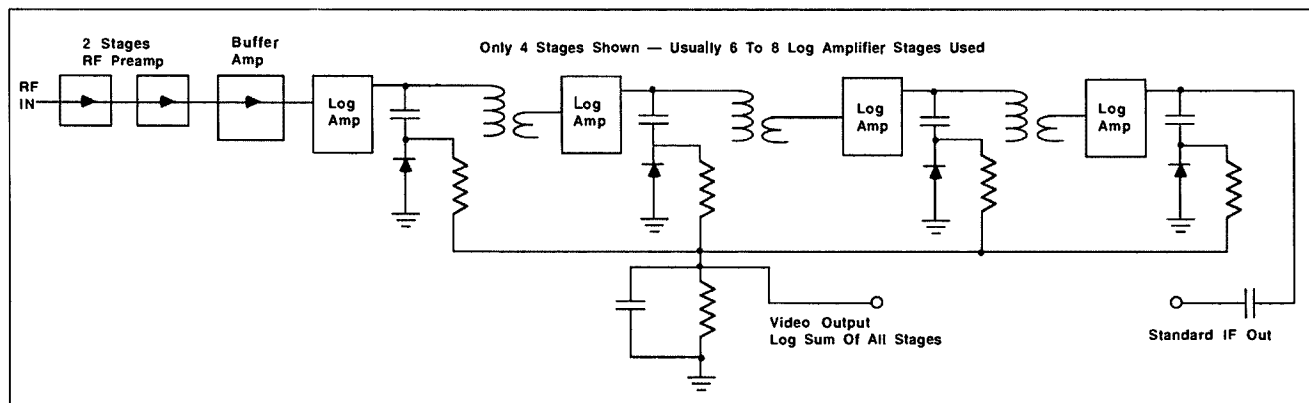 2 Stages
RF Preamp
Buffer
Amp
Only 4 Stages Shown — Usually 6 To 8 Log Amplifier Stages Used
RF
IN
Log
Amp
Log
Amp
Log
Amp
Log
Amp
Video Output
Log Sum Of All Stages
Standard IF Out